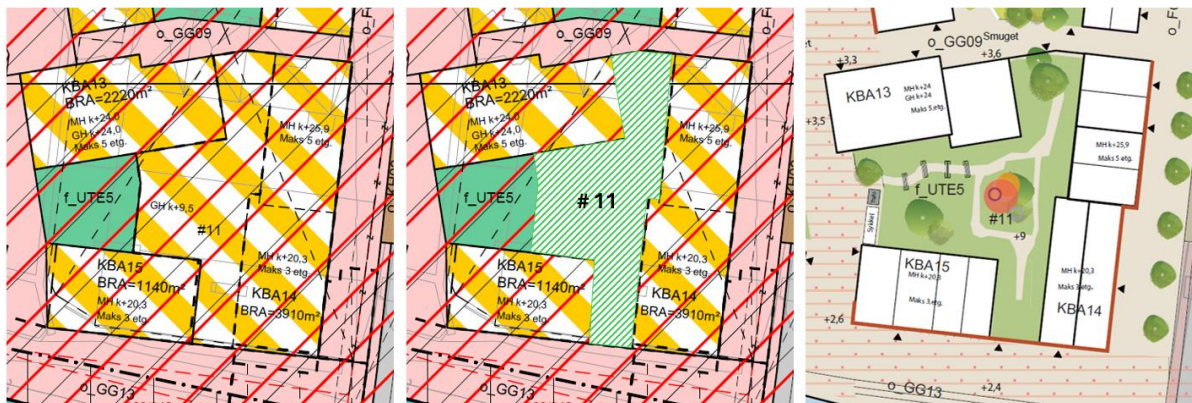 o_GG09
KBA13
BRA=2220m²
MH k+24,0
GH k+24,0
Maks 5 etg.
MH k+25,9
Maks 5 etg.
f_UTE5
GH k+9,5
#11
KBA15
BRA=1140m²
MH k+20,3
Maks 3 etg.
MH k+20,3
Maks 3 etg.
KBA14
BRA=3910m²
o_GG13
o_GG09
KBA13
BRA=2220m²
MH k+24,0
GH k+24,0
Maks 5 etg.
MH k+25,9
Maks 5 etg.
f_UTE5
#11
KBA15
BRA=1140m²
MH k+20,3
Maks 3 etg.
MH k+20,3
Maks 3 etg.
KBA14
BRA=3910m²
o_GG13
o_GG09 Smuget
+3,3
+3,6
KBA13
MH k+24
GH k+24
Maks 5.etg.
+3,5
MH k+25,9
Maks 5 etg.
f_UTE5
#11
+9
Sykkel
KBA15
MH k+20,3
Maks 3.etg.
MH k+20,3
Maks 3 etg.
KBA14
+2,6
o_GG13
+2,4